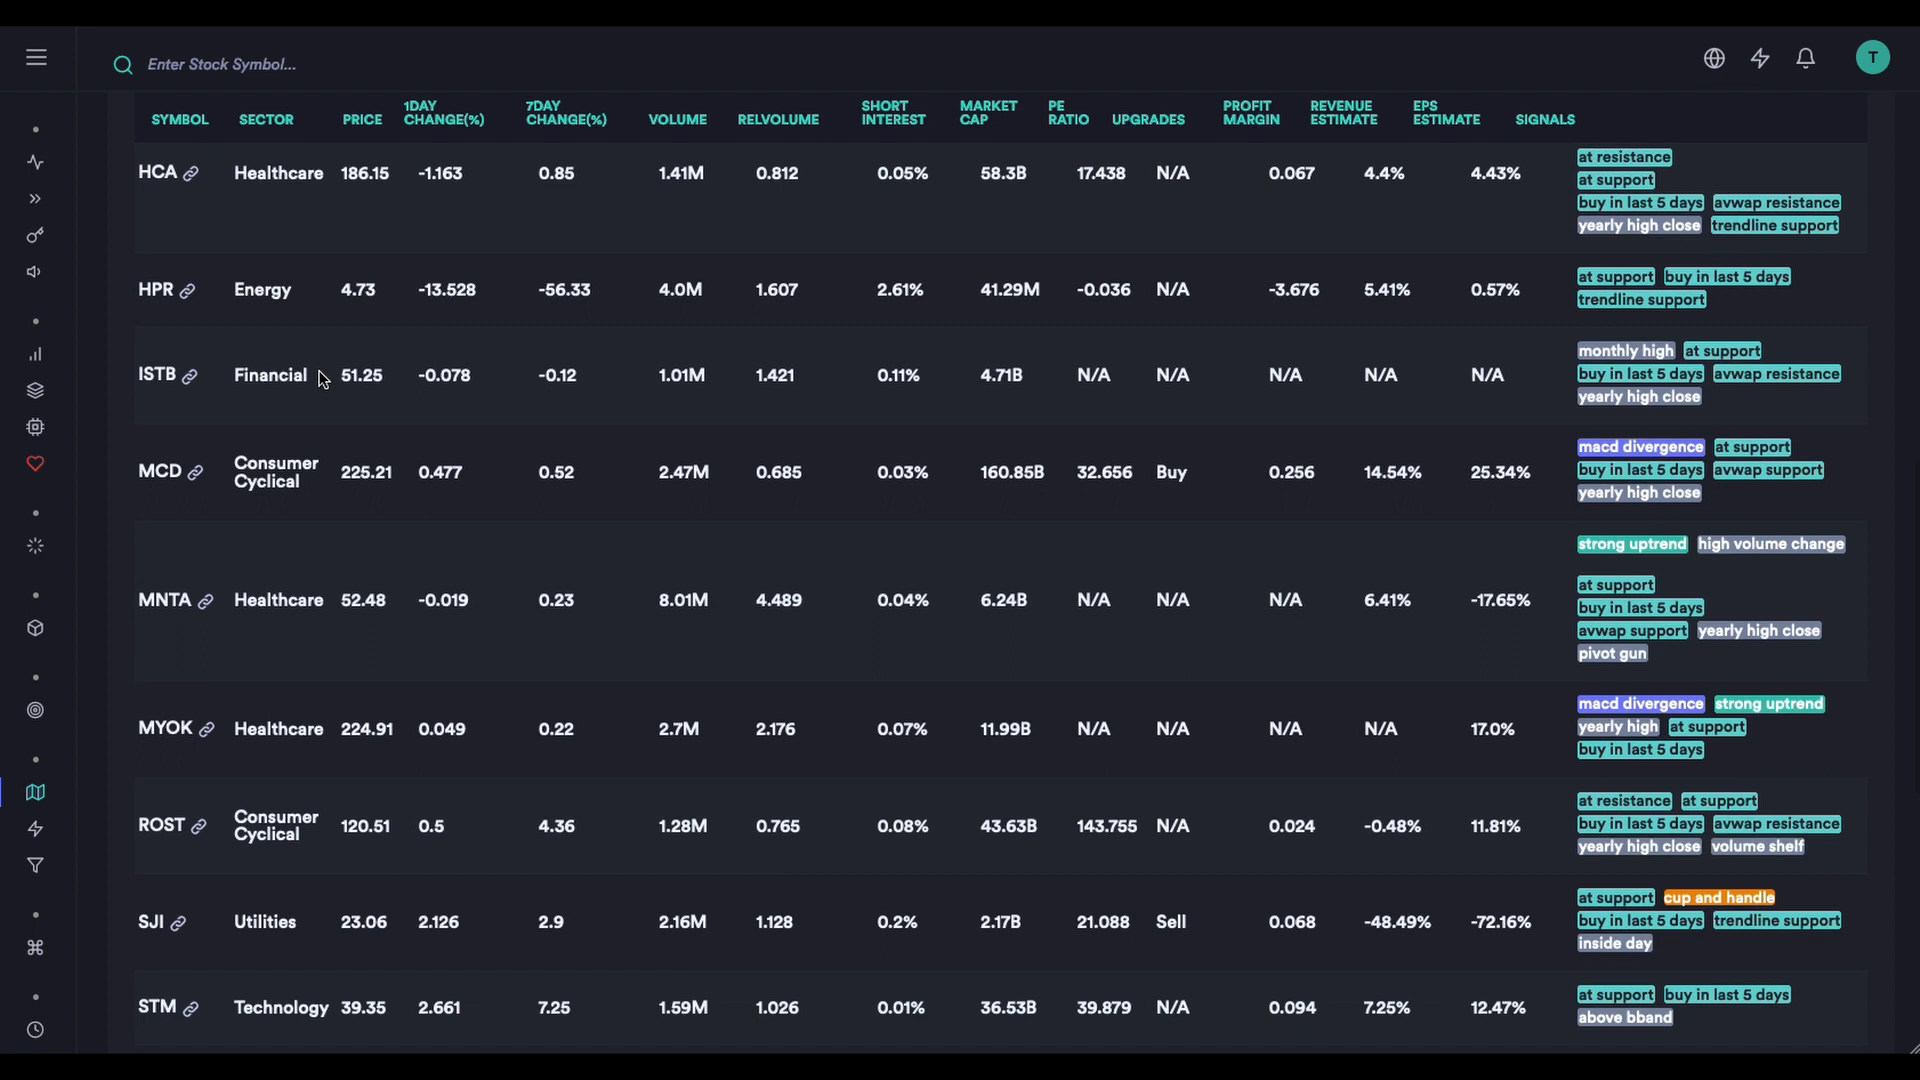 Enter Stock Symbol...
T
SYMBOL SECTOR PRICE 1DAY CHANGE(%) 7DAY CHANGE(%) VOLUME RELVOLUME SHORT INTEREST MARKET CAP PE RATIO UPGRADES PROFIT MARGIN REVENUE ESTIMATE EPS ESTIMATE SIGNALS
HCA Healthcare 186.15 -1.163 0.85 1.41M 0.812 0.05% 58.3B 17.438 N/A 0.067 4.4% 4.43%
at resistance
at support
buy in last 5 days avwap resistance
yearly high close trendline support
HPR Energy 4.73 -13.528 -56.33 4.0M 1.607 2.61% 41.29M -0.036 N/A -3.676 5.41% 0.57%
at support buy in last 5 days
trendline support
ISTB Financial 51.25 -0.078 -0.12 1.01M 1.421 0.11% 4.71B N/A N/A N/A N/A N/A
monthly high at support
buy in last 5 days avwap resistance
yearly high close
MCD Consumer Cyclical 225.21 0.477 0.52 2.47M 0.685 0.03% 160.85B 32.656 Buy 0.256 14.54% 25.34%
macd divergence at support
buy in last 5 days avwap support
yearly high close
MNTA Healthcare 52.48 -0.019 0.23 8.01M 4.489 0.04% 6.24B N/A N/A N/A 6.41% -17.65%
strong uptrend high volume change
at support
buy in last 5 days
avwap support yearly high close
pivot gun
MYOK Healthcare 224.91 0.049 0.22 2.7M 2.176 0.07% 11.99B N/A N/A N/A N/A 17.0%
macd divergence strong uptrend
yearly high at support
buy in last 5 days
ROST Consumer Cyclical 120.51 0.5 4.36 1.28M 0.765 0.08% 43.63B 143.755 N/A 0.024 -0.48% 11.81%
at resistance at support
buy in last 5 days avwap resistance
yearly high close volume shelf
SJI Utilities 23.06 2.126 2.9 2.16M 1.128 0.2% 2.17B 21.088 Sell 0.068 -48.49% -72.16%
at support cup and handle
buy in last 5 days trendline support
inside day
STM Technology 39.35 2.661 7.25 1.59M 1.026 0.01% 36.53B 39.879 N/A 0.094 7.25% 12.47%
at support buy in last 5 days
above bband